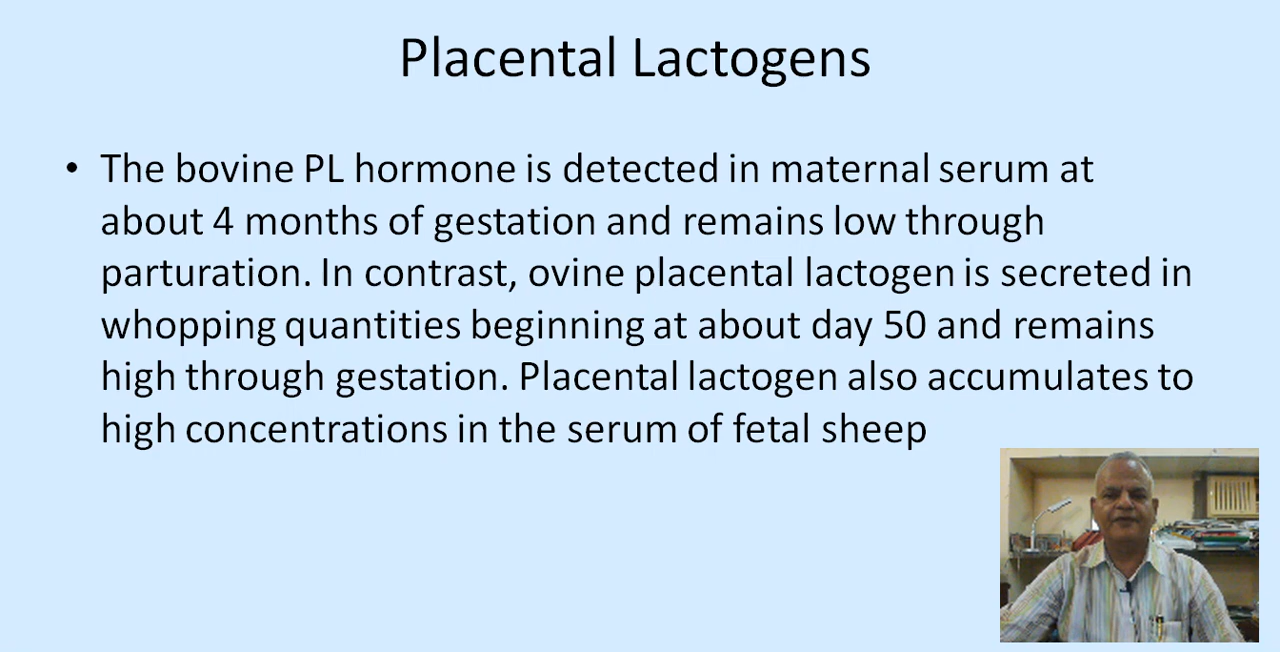 Placental Lactogens
• The bovine PL hormone is detected in maternal serum at
about 4 months of gestation and remains low through
parturation. In contrast, ovine placental lactogen is secreted in
whopping quantities beginning at about day 50 and remains
high through gestation. Placental lactogen also accumulates to
high concentrations in the serum of fetal sheep